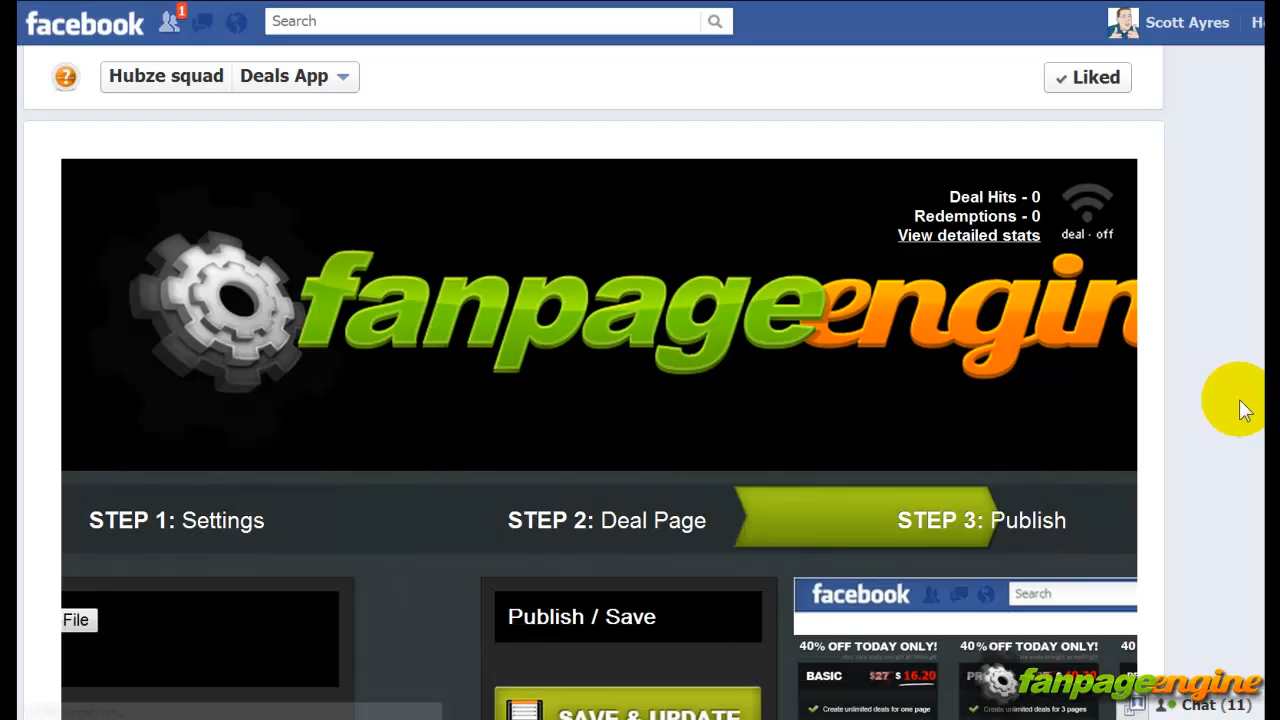 facebook
1
Search
Scott Ayres
Hubze squad
Deals App
Liked
Deal Hits - 0
Redemptions - 0
View detailed stats
deal - off
fanpageengin
STEP 1: Settings
STEP 2: Deal Page
STEP 3: Publish
File
Publish / Save
SAVE & UPDATE
facebook
Search
40% OFF TODAY ONLY!
40% OFF TODAY ONLY!
40
BASIC
$27 $ 16.20
Create unlimited deals for one page
Create unlimited deals for 3 pages
fanpageengine
Chat (11)